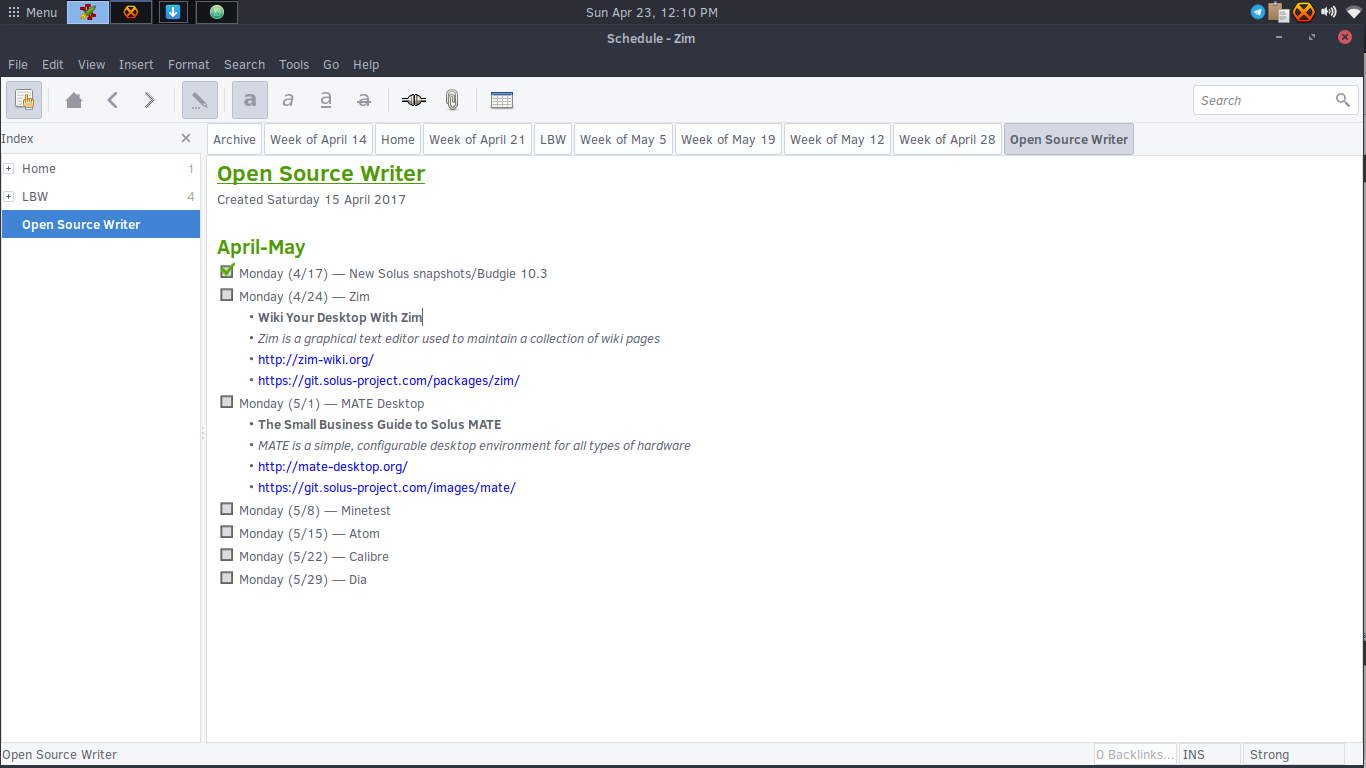 Menu Sun Apr 23, 12:10 PM
Schedule - Zim
File Edit View Insert Format Search Tools Go Help
a a a a Search
Index Archive Week of April 14 Home Week of April 21 LBW Week of May 5 Week of May 19 Week of May 12 Week of April 28 Open Source Writer
Home 1
LBW 4
Open Source Writer
Open Source Writer
Created Saturday 15 April 2017
April-May
Monday (4/17) — New Solus snapshots/Budgie 10.3
Monday (4/24) — Zim
• Wiki Your Desktop With Zim
• Zim is a graphical text editor used to maintain a collection of wiki pages
• http://zim-wiki.org/
• https://git.solus-project.com/packages/zim/
Monday (5/1) — MATE Desktop
• The Small Business Guide to Solus MATE
• MATE is a simple, configurable desktop environment for all types of hardware
• http://mate-desktop.org/
• https://git.solus-project.com/images/mate/
Monday (5/8) — Minetest
Monday (5/15) — Atom
Monday (5/22) — Calibre
Monday (5/29) — Dia
Open Source Writer 0 Backlinks... INS Strong